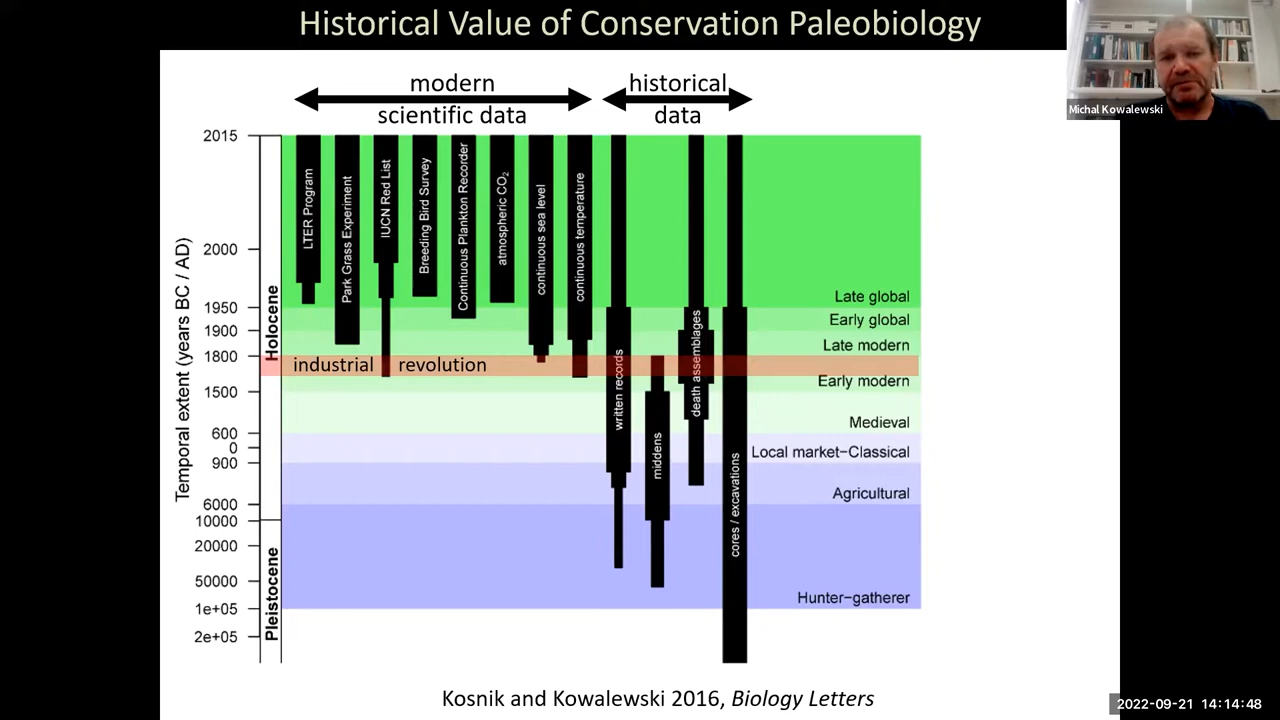 Historical Value of Conservation Paleobiology
Michal Kowalewski
modern
scientific data
historical
data
Temporal extent (years BC / AD)
2015
2000
1950
1900
1800
1500
600
0
900
6000
10000
20000
50000
1e+05
2e+05
Holocene
Pleistocene
LTER Program
Park Grass Experiment
IUCN Red List
Breeding Bird Survey
Continuous Plankton Recorder
atmospheric CO₂
continuous sea level
continuous temperature
written records
middens
death assemblages
cores / excavations
Late global
Early global
Late modern
industrial revolution
Early modern
Medieval
Local market−Classical
Agricultural
Hunter−gatherer
Kosnik and Kowalewski 2016, Biology Letters
2022-09-21 14:14:48